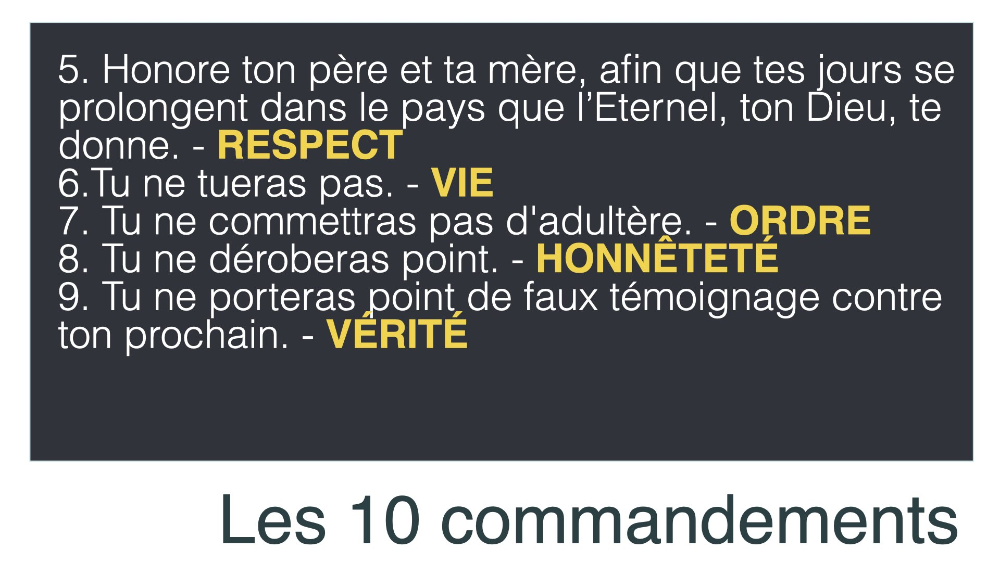 5. Honore ton père et ta mère, afin que tes jours se
prolongent dans le pays que l’Eternel, ton Dieu, te
donne. - RESPECT
6.Tu ne tueras pas. - VIE
7. Tu ne commettras pas d'adultère. - ORDRE
8. Tu ne déroberas point. - HONNÊTETÉ
9. Tu ne porteras point de faux témoignage contre
ton prochain. - VÉRITÉ
Les 10 commandements